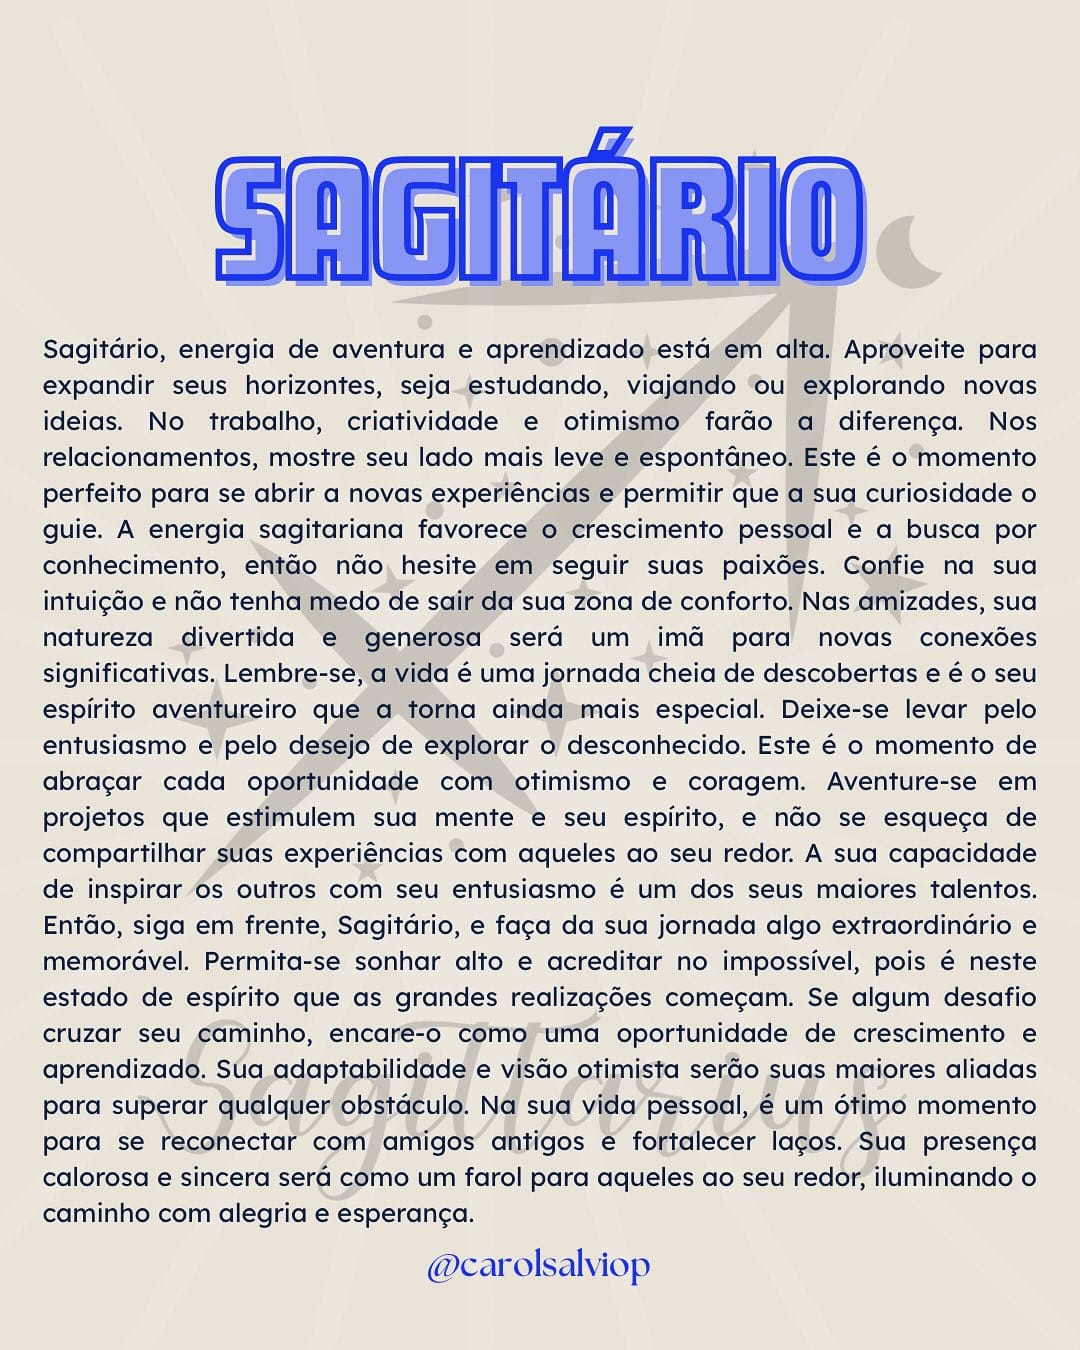 SAGITÁRIO
Sagitário, energia de aventura e aprendizado está em alta. Aproveite para
expandir seus horizontes, seja estudando, viajando ou explorando novas
ideias. No trabalho, criatividade e otimismo farão a diferença. Nos
relacionamentos, mostre seu lado mais leve e espontâneo. Este é o momento
perfeito para se abrir a novas experiências e permitir que a sua curiosidade o
guie. A energia sagitariana favorece o crescimento pessoal e a busca por
conhecimento, então não hesite em seguir suas paixões. Confie na sua
intuição e não tenha medo de sair da sua zona de conforto. Nas amizades, sua
natureza divertida e generosa será um imã para novas conexões
significativas. Lembre-se, a vida é uma jornada cheia de descobertas e é o seu
espírito aventureiro que a torna ainda mais especial. Deixe-se levar pelo
entusiasmo e pelo desejo de explorar o desconhecido. Este é o momento de
abraçar cada oportunidade com otimismo e coragem. Aventure-se em
projetos que estimulem sua mente e seu espírito, e não se esqueça de
compartilhar suas experiências com aqueles ao seu redor. A sua capacidade
de inspirar os outros com seu entusiasmo é um dos seus maiores talentos.
Então, siga em frente, Sagitário, e faça da sua jornada algo extraordinário e
memorável. Permita-se sonhar alto e acreditar no impossível, pois é neste
estado de espírito que as grandes realizações começam. Se algum desafio
cruzar seu caminho, encare-o como uma oportunidade de crescimento e
aprendizado. Sua adaptabilidade e visão otimista serão suas maiores aliadas
para superar qualquer obstáculo. Na sua vida pessoal, é um ótimo momento
para se reconectar com amigos antigos e fortalecer laços. Sua presença
calorosa e sincera será como um farol para aqueles ao seu redor, iluminando o
caminho com alegria e esperança.
Sagittarius
@carolsalviop